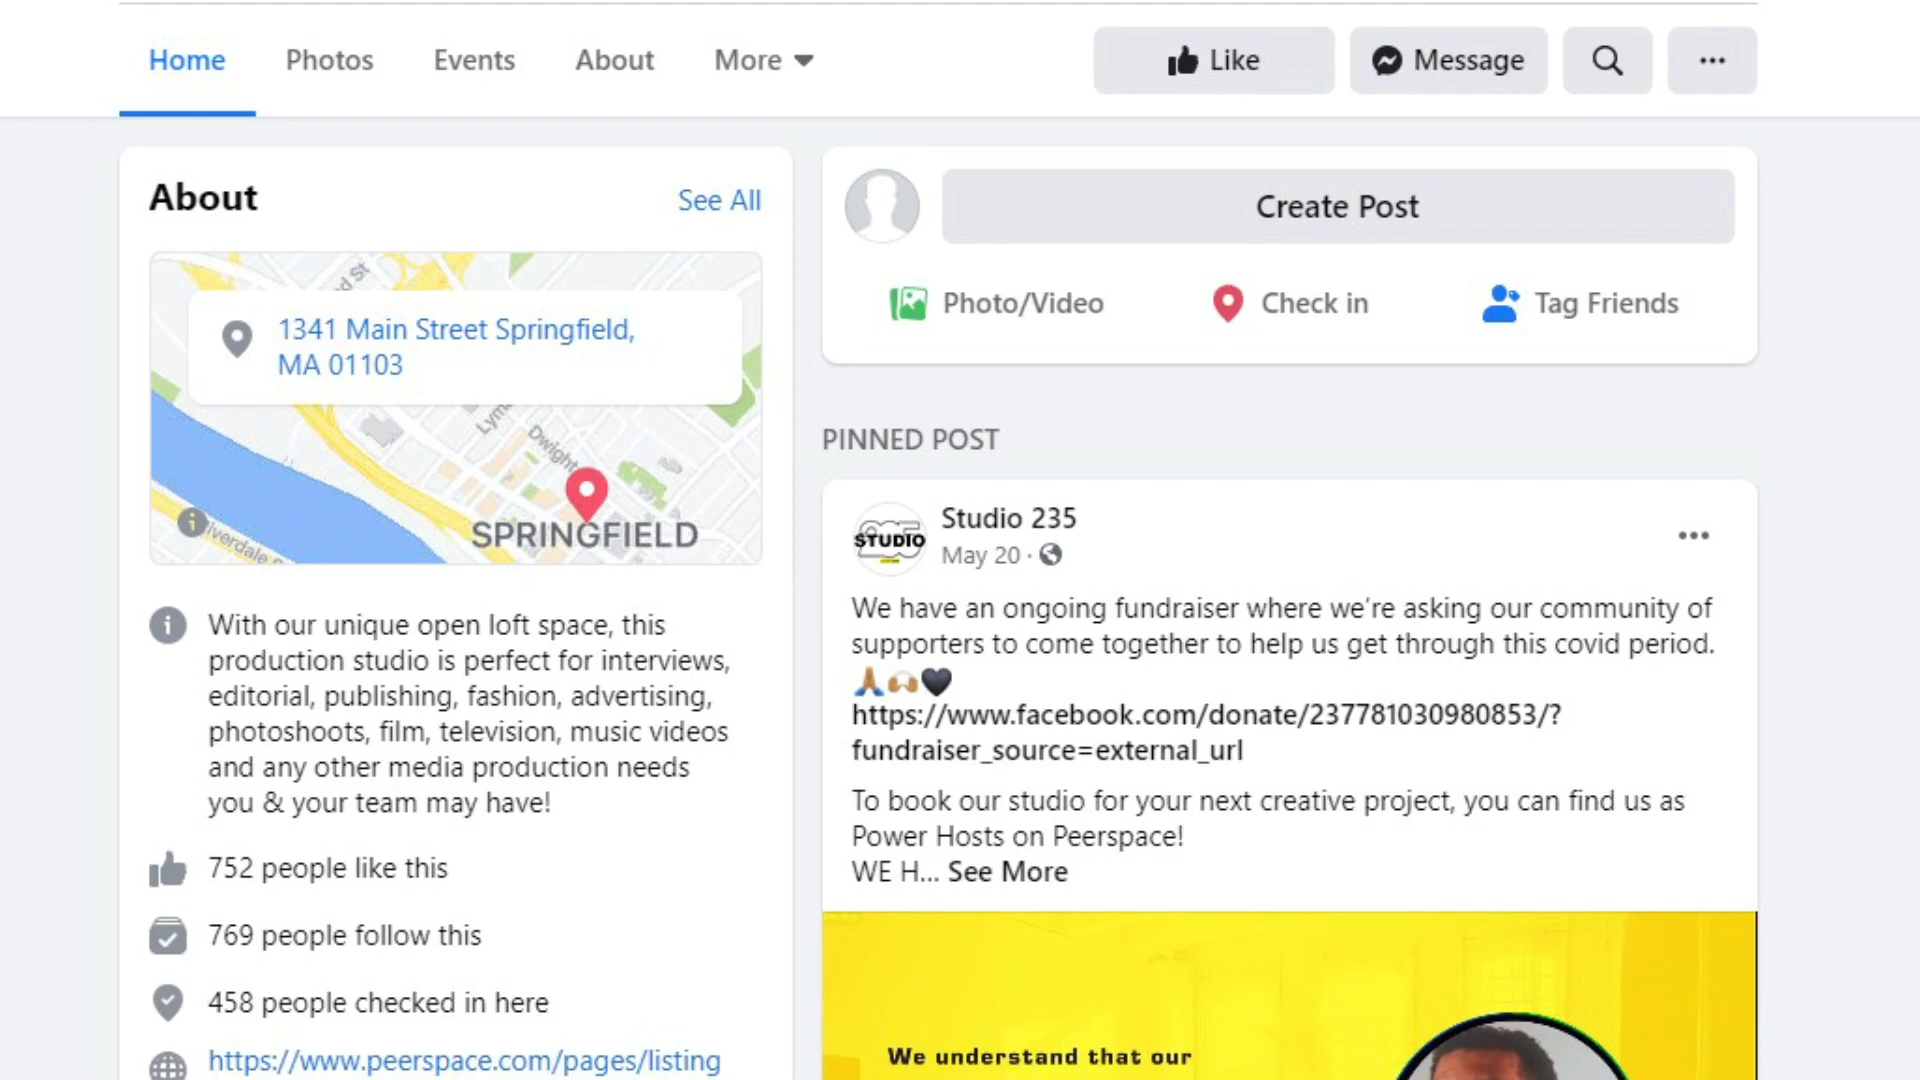 Home Photos Events About More Like Message
About See All
1341 Main Street Springfield,
MA 01103
Dwight
SPRINGFIELD
With our unique open loft space, this
production studio is perfect for interviews,
editorial, publishing, fashion, advertising,
photoshoots, film, television, music videos
and any other media production needs
you & your team may have!
752 people like this
769 people follow this
458 people checked in here
https://www.peerspace.com/pages/listing
Create Post
Photo/Video Check in Tag Friends
PINNED POST
STUDIO
Studio 235
May 20 ·
We have an ongoing fundraiser where we're asking our community of
supporters to come together to help us get through this covid period.
https://www.facebook.com/donate/237781030980853/?
fundraiser_source=external_url
To book our studio for your next creative project, you can find us as
Power Hosts on Peerspace!
WE H... See More
We understand that our